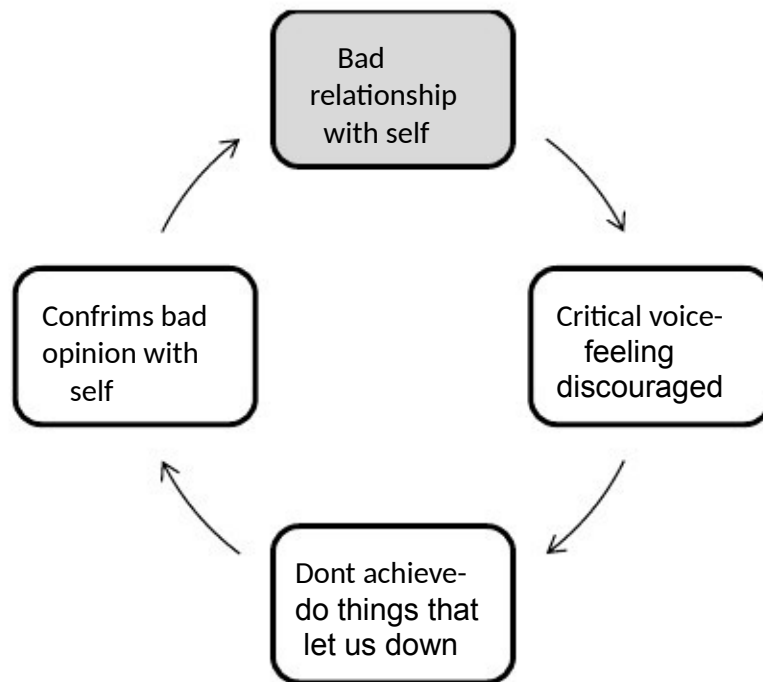 Bad
relationship
with self
Critical voice-
feeling
discouraged
Dont achieve-
do things that
let us down
Confrims bad
opinion with
self